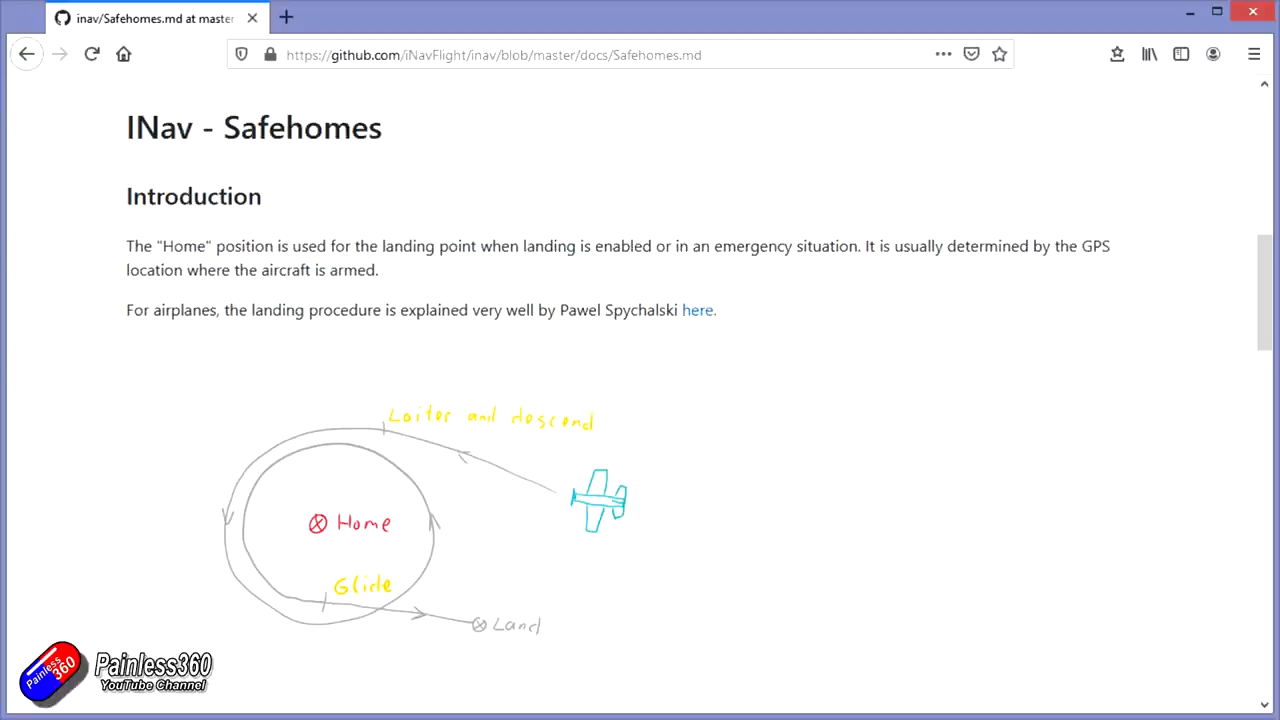 inav/Safehomes.md at master
https://github.com/iNavFlight/inav/blob/master/docs/Safehomes.md
INav - Safehomes
Introduction
The "Home" position is used for the landing point when landing is enabled or in an emergency situation. It is usually determined by the GPS
location where the aircraft is armed.
For airplanes, the landing procedure is explained very well by Pawel Spychalski here.
Loiter and descend
Home
Glide
Land
Painless360
Painless360
YouTube Channel